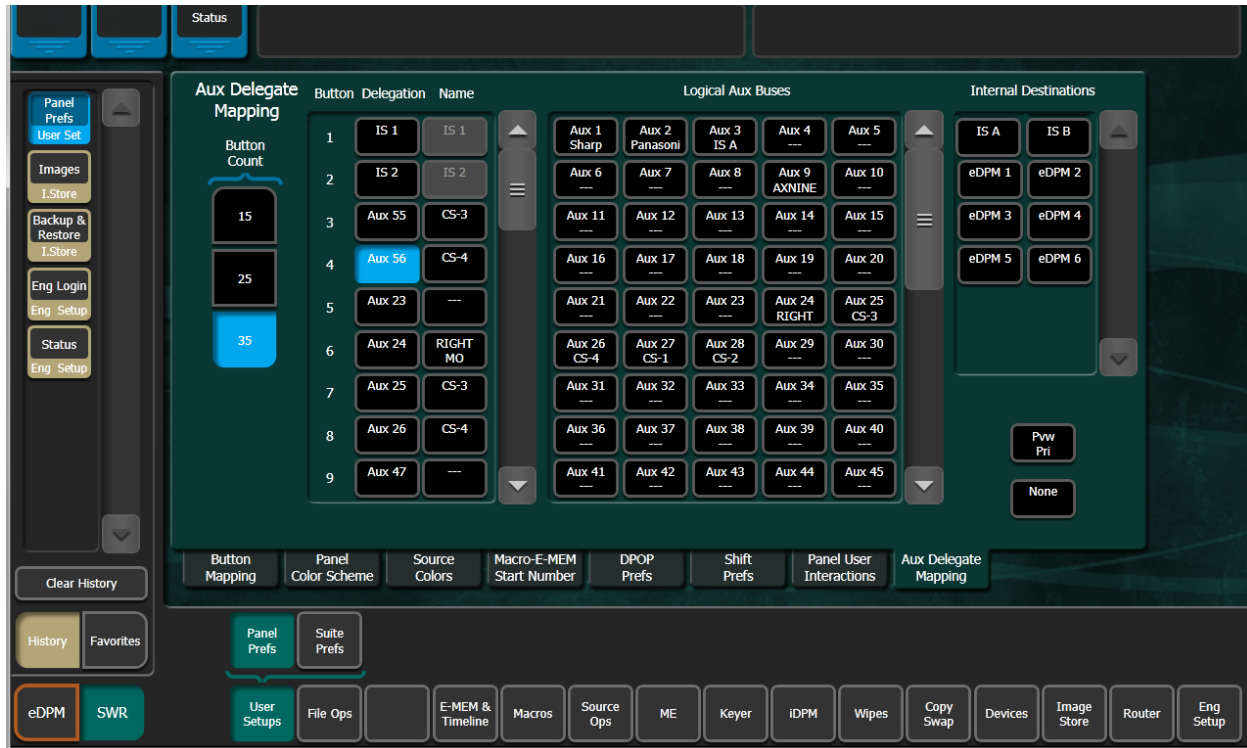 Status
Panel
Prefs
User Set
Images
I.Store
Backup &
Restore
I.Store
Eng Login
Eng Setup
Status
Eng Setup
Clear History
History Favorites
eDPM SWR
Aux Delegate
Mapping
Button
Count
15
25
35
Button Delegation Name
1 IS 1 IS 1
2 IS 2 IS 2
3 Aux 55 CS-3
4 Aux 56 CS-4
5 Aux 23 ---
6 Aux 24 RIGHT
MO
7 Aux 25 CS-3
8 Aux 26 CS-4
9 Aux 47 ---
Logical Aux Buses
Aux 1 Aux 2 Aux 3 Aux 4 Aux 5
Sharp Panasoni IS A --- ---
Aux 6 Aux 7 Aux 8 Aux 9 Aux 10
--- --- --- AXNINE ---
Aux 11 Aux 12 Aux 13 Aux 14 Aux 15
--- --- --- --- ---
Aux 16 Aux 17 Aux 18 Aux 19 Aux 20
--- --- --- --- ---
Aux 21 Aux 22 Aux 23 Aux 24 Aux 25
--- --- --- RIGHT CS-3
Aux 26 Aux 27 Aux 28 Aux 29 Aux 30
CS-4 CS-1 CS-2 --- ---
Aux 31 Aux 32 Aux 33 Aux 34 Aux 35
--- --- --- --- ---
Aux 36 Aux 37 Aux 38 Aux 39 Aux 40
--- --- --- --- ---
Aux 41 Aux 42 Aux 43 Aux 44 Aux 45
--- --- --- --- ---
Internal Destinations
IS A IS B
eDPM 1 eDPM 2
eDPM 3 eDPM 4
eDPM 5 eDPM 6
Pvw
Pri
None
Button Panel Source Macro-E-MEM DPOP Shift Panel User Aux Delegate
Mapping Color Scheme Colors Start Number Prefs Prefs Interactions Mapping
Panel Suite
Prefs Prefs
User
Setups
File Ops
E-MEM &
Timeline
Macros
Source
Ops
ME
Keyer
iDPM
Wipes
Copy
Swap
Devices
Image
Store
Router
Eng
Setup